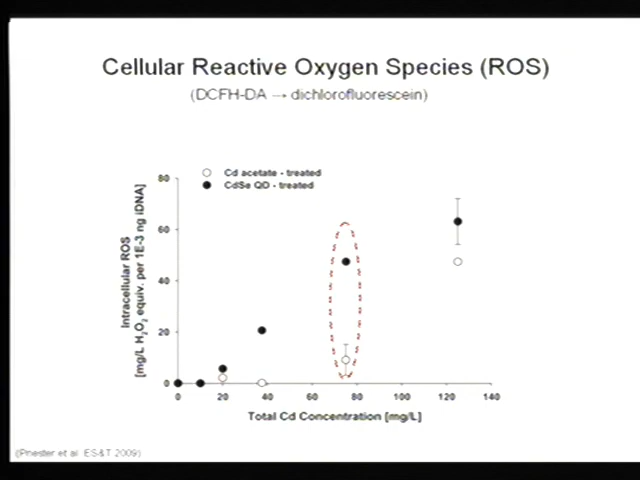 Cellular Reactive Oxygen Species (ROS)
(DCFH-DA → dichlorofluorescein)
Cd acetate - treated
CdSe QD - treated
Intracellular ROS
[mg/L H₂O₂ equiv. per 1E-3 ng iDNA]
80
60
40
20
0
0 20 40 60 80 100 120 140
Total Cd Concentration [mg/L]
(Priester et al. ES&T 2009)